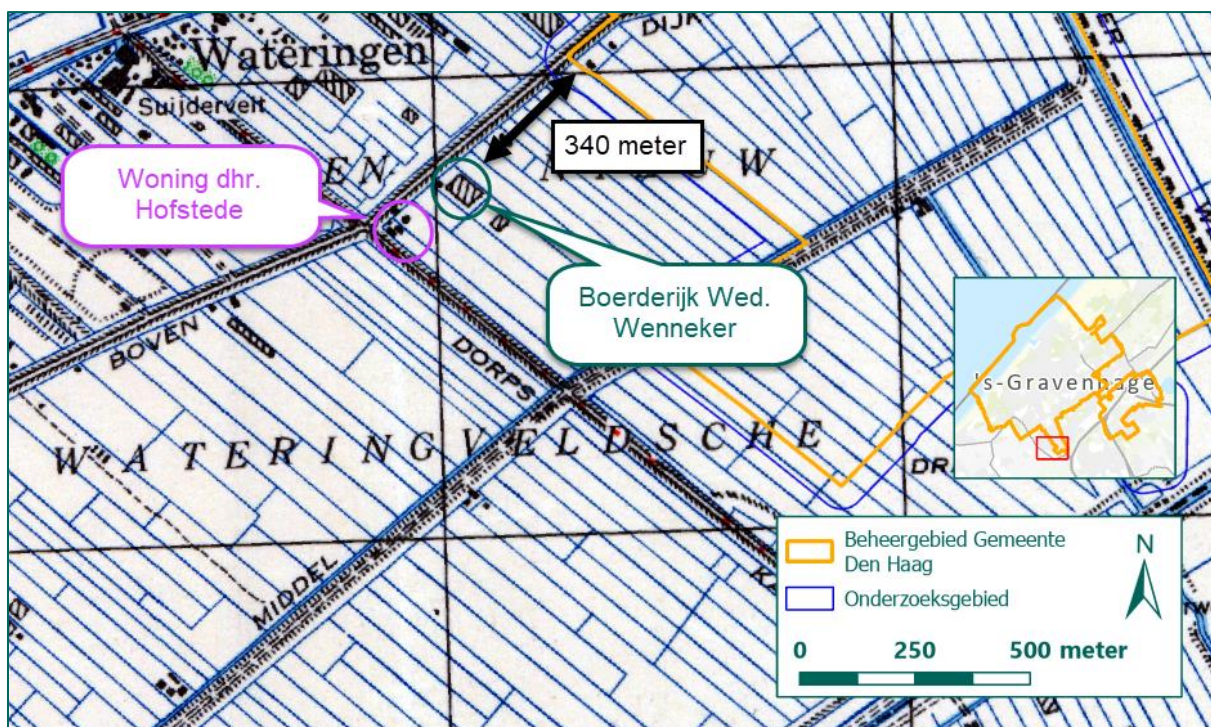 DIJK
Wateringen
Suijdervelt
340 meter
Woning dhr.
Hofstede
Boerderijk Wed.
Wenneker
BOVEN
DORPS
's-Gravenhage
WATERINGVELDSCHE
MIDDEL
Beheergebied Gemeente
Den Haag
N
Onderzoeksgebied
0 250 500 meter